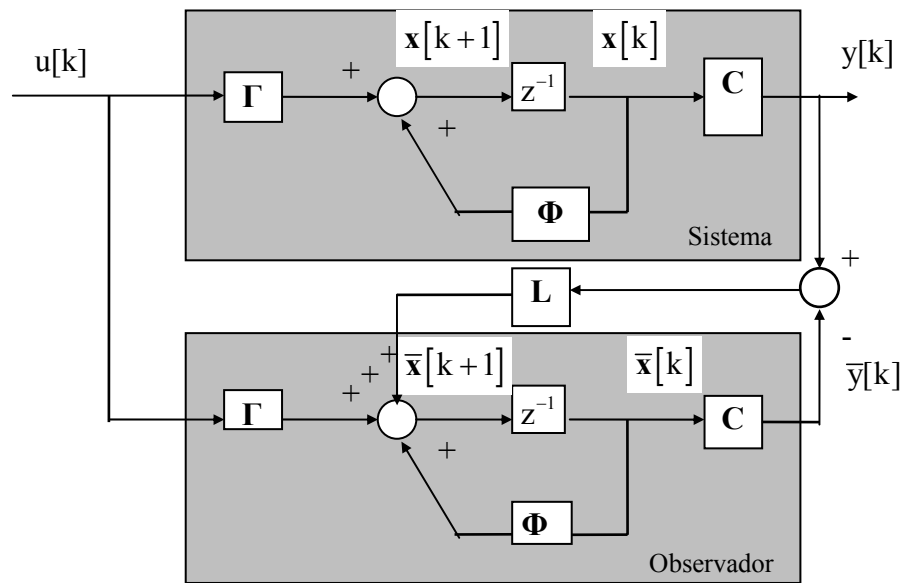 x[k+1] x[k]
u[k] y[k]
+ Γ z⁻¹ C
+
Φ
Sistema
L +
-
+ x̄[k+1] x̄[k] ȳ[k]
+
+ Γ z⁻¹ C
+
Φ
Observador